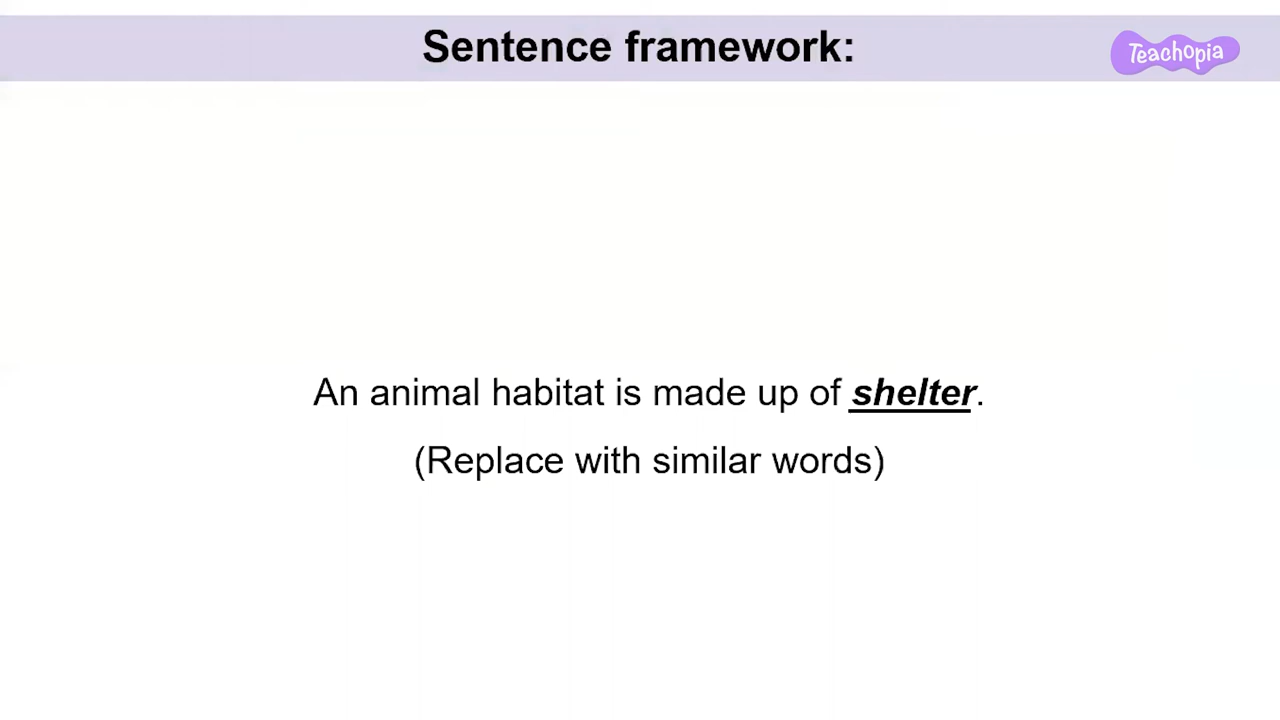 Sentence framework:
Teachopia
An animal habitat is made up of shelter.
(Replace with similar words)